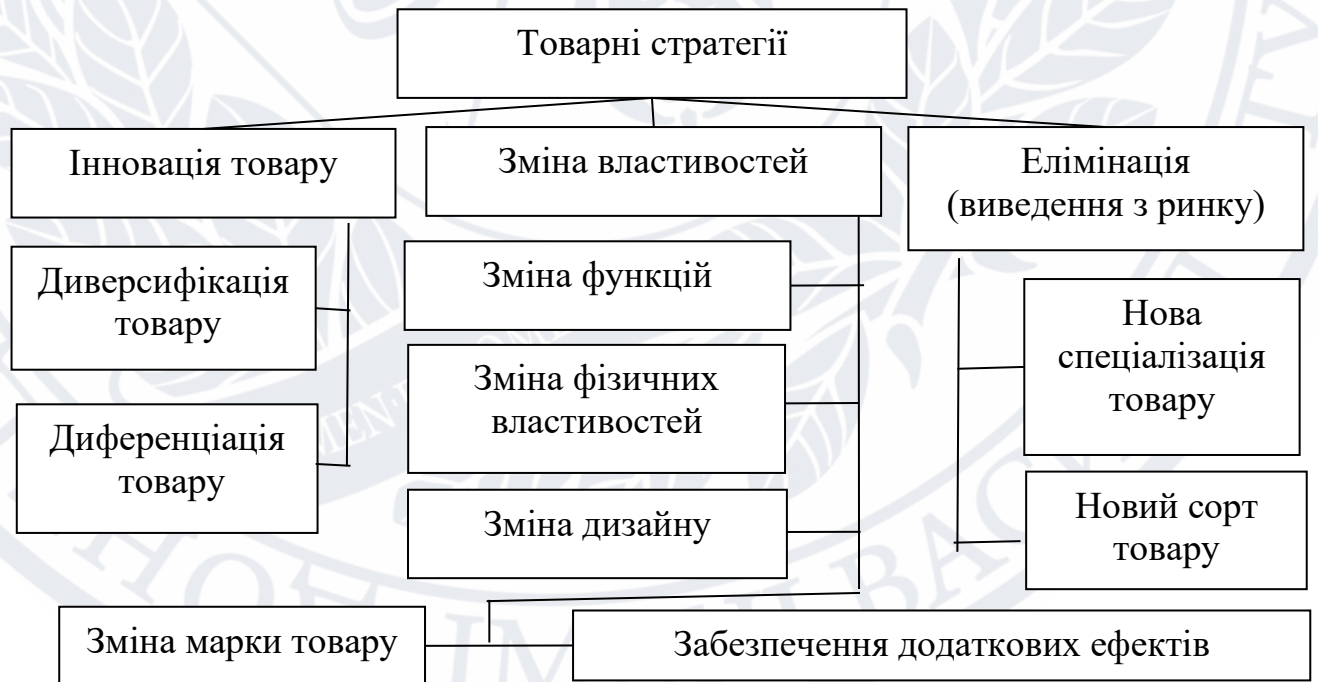 Товарні стратегії
Інновація товару
Зміна властивостей
Елімінація
(виведення з ринку)
Диверсифікація
товару
Диференціація
товару
Зміна функцій
Зміна фізичних
властивостей
Зміна дизайну
Нова
спеціалізація
товару
Новий сорт
товару
Зміна марки товару
Забезпечення додаткових ефектів